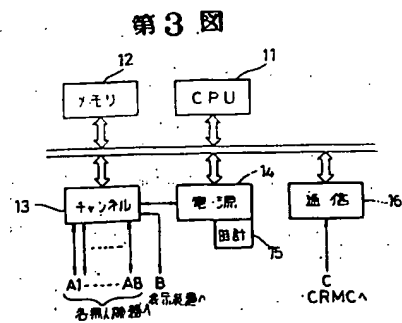 第3図
12
メモリ
11
CPU
13
チャンネル
14
電源
時計
15
通信
16
A1 ------ A8 B
表示装置へ
C
CRMCへ